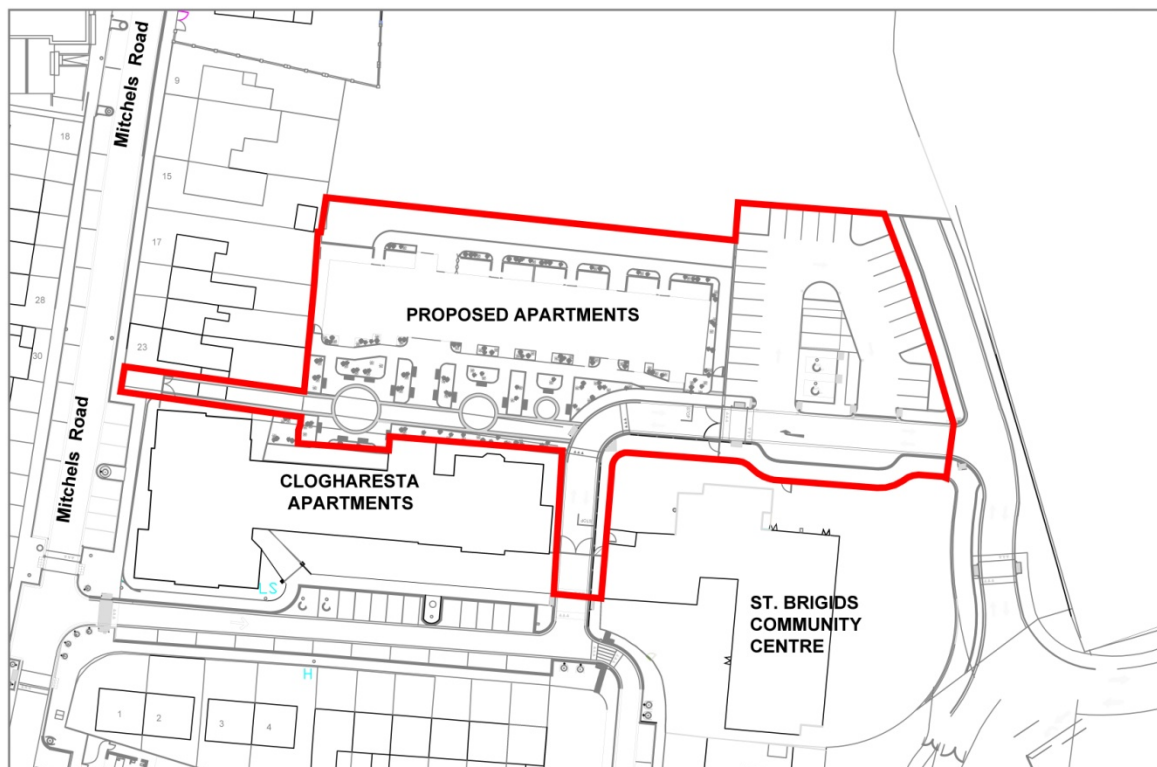 Mitchels Road
9
18
15
PROPOSED APARTMENTS
17
28
23
30
Mitchels Road
CLOGHARESTA
APARTMENTS
LS
ST. BRIGIDS
COMMUNITY
CENTRE
H
1
2
3
4